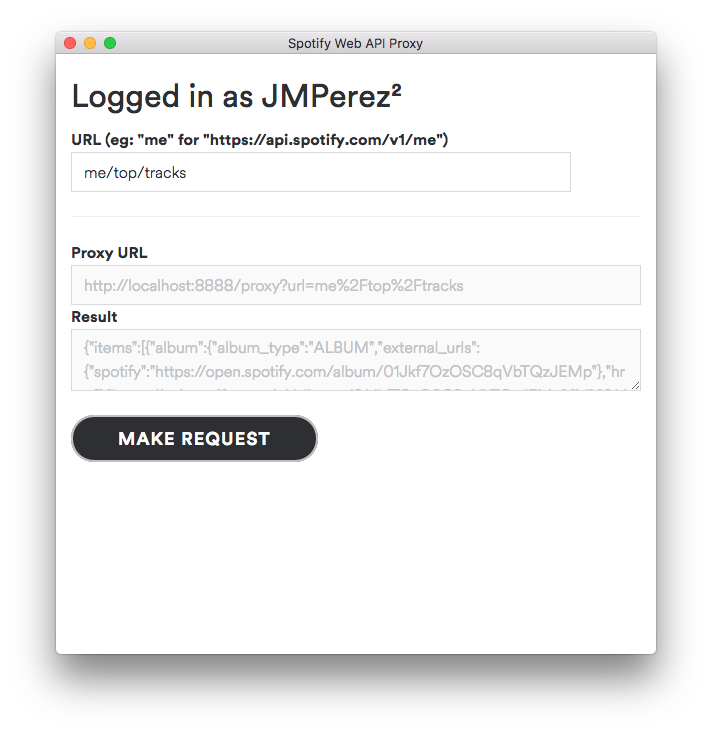 Spotify Web API Proxy
Logged in as JMPerez²
URL (eg: "me" for "https://api.spotify.com/v1/me")
me/top/tracks
Proxy URL
http://localhost:8888/proxy?url=me%2Ftop%2Ftracks
Result
{"items":[{"album":{"album_type":"ALBUM","external_urls":
{"spotify":"https://open.spotify.com/album/01Jkf7OzOSC8qVbTQzJEMp"},"hr
MAKE REQUEST